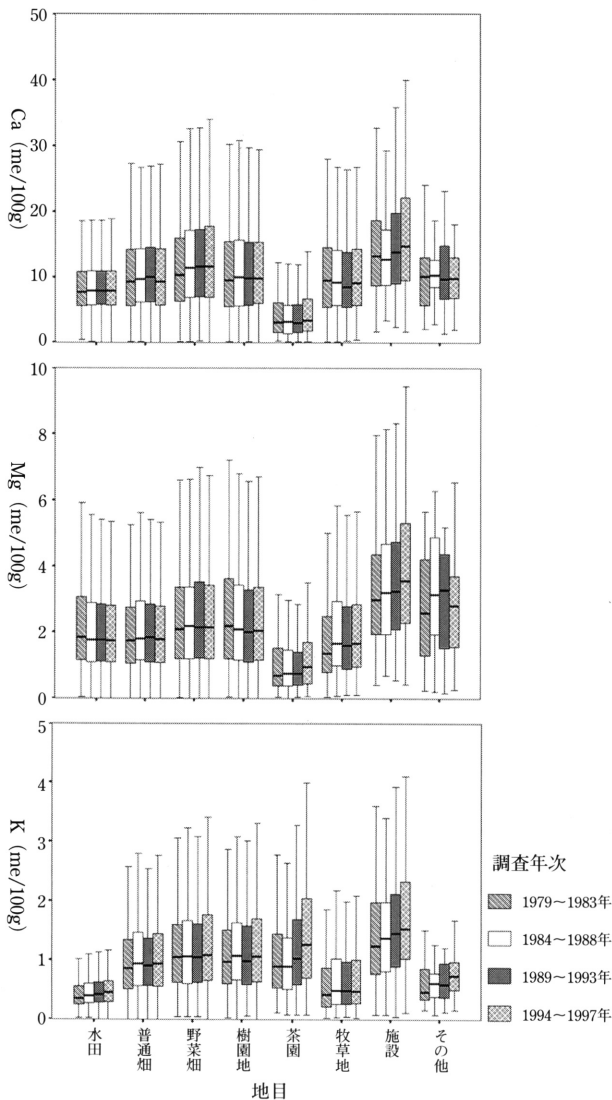 50
40
30
20
10
0
Ca (me/100g)
10
8
6
4
2
0
Mg (me/100g)
5
4
3
2
1
0
K (me/100g)
水田
普通畑
野菜畑
樹園地
茶園
牧草地
施設
その他
地目
調査年次
1979～1983年
1984～1988年
1989～1993年
1994～1997年